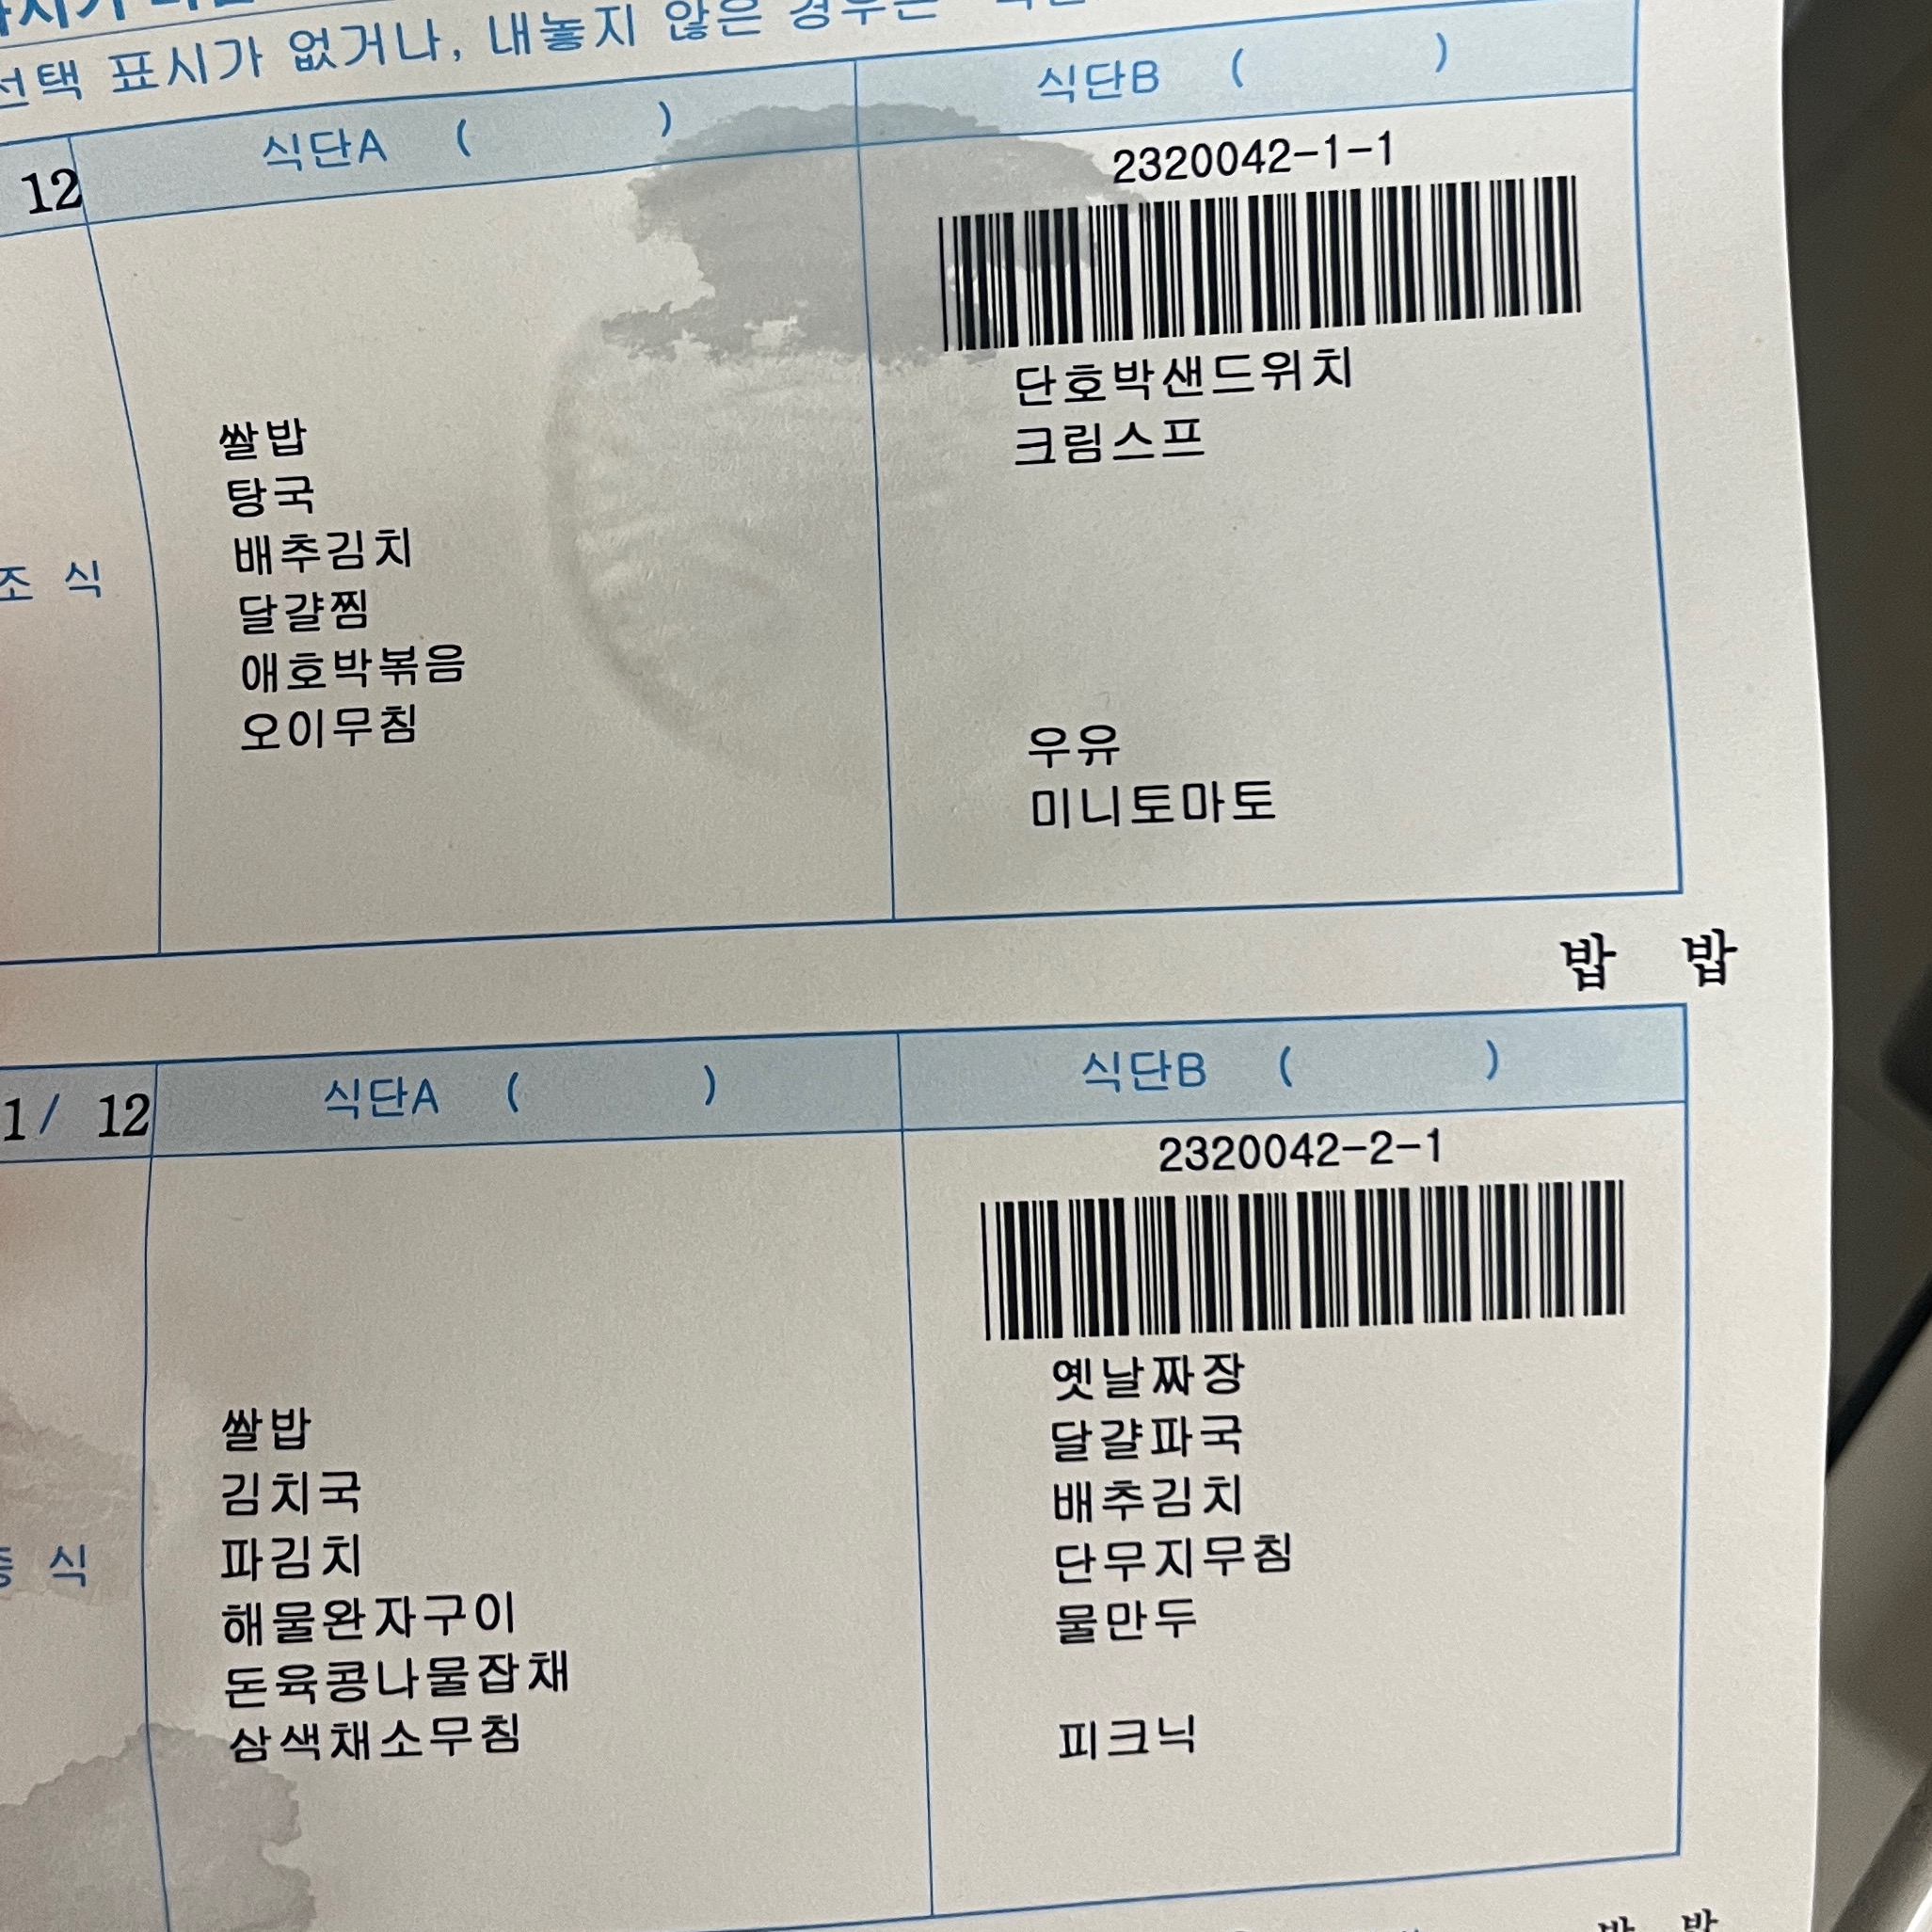 선택 표시가 없거나, 내놓지 않은 경우는
12 식단A ( ) 식단B ( )
2320042-1-1
조 식
쌀밥
탕국
배추김치
달걀찜
애호박볶음
오이무침
단호박샌드위치
크림스프
우유
미니토마토
밥 밥
1/ 12 식단A ( ) 식단B ( )
2320042-2-1
중 식
쌀밥
김치국
파김치
해물완자구이
돈육콩나물잡채
삼색채소무침
옛날짜장
달걀파국
배추김치
단무지무침
물만두
피크닉
밥 밥